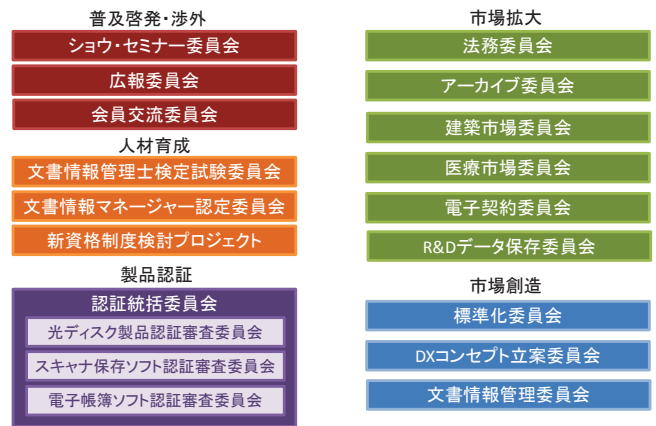 普及啓発・渉外
ショウ・セミナー委員会
広報委員会
会員交流委員会
人材育成
文書情報管理士検定試験委員会
文書情報マネージャー認定委員会
新資格制度検討プロジェクト
製品認証
認証統括委員会
光ディスク製品認証審査委員会
スキャナ保存ソフト認証審査委員会
電子帳簿ソフト認証審査委員会
市場拡大
法務委員会
アーカイブ委員会
建築市場委員会
医療市場委員会
電子契約委員会
R&Dデータ保存委員会
市場創造
標準化委員会
DXコンセプト立案委員会
文書情報管理委員会